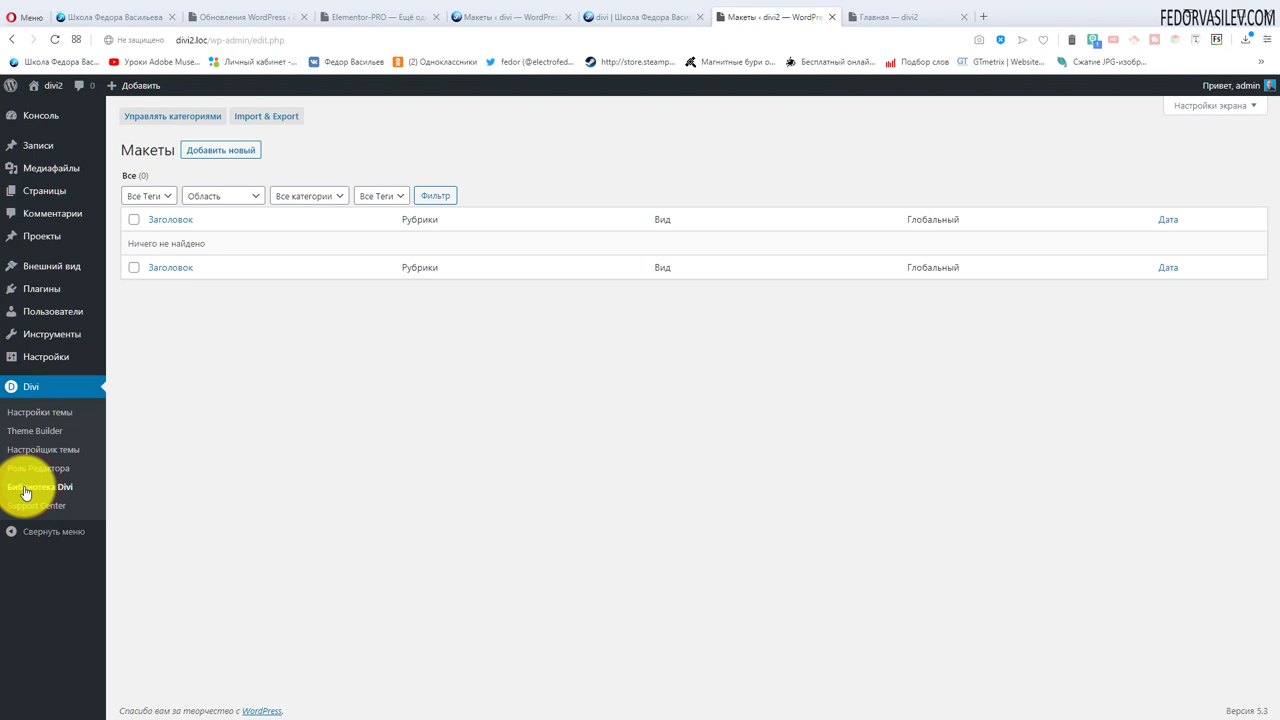 Меню
Школа Федора Васильева
Обновления WordPress ‹
Elementor-PRO — Ещё од
Макеты ‹ divi — WordPre
divi | Школа Федора Васи
Макеты ‹ divi2 — WordPre
Главная — divi2
FEDORVASILEV.COM
Не защищено
divi2.loc/wp-admin/edit.php
Школа Федора Вас...
Уроки Adobe Muse...
Личный кабинет -...
Федор Васильев
(2) Одноклассники
fedor (@electrofed...
http://store.steamp...
Магнитные бури о...
Бесплатный онлай...
Подбор слов
GTmetrix | Website...
Сжатие JPG-изобр...
divi2
0
Добавить
Привет, admin
Консоль
Записи
Медиафайлы
Страницы
Комментарии
Проекты
Внешний вид
Плагины
Пользователи
Инструменты
Настройки
Divi
Настройки темы
Theme Builder
Настройщик темы
Роль Редактора
Библиотека Divi
Support Center
Свернуть меню
Настройки экрана
Управлять категориями
Import & Export
Макеты
Добавить новый
Все (0)
Все Теги
Область
Все категории
Все Теги
Фильтр
Заголовок
Рубрики
Вид
Глобальный
Дата
Ничего не найдено
Заголовок
Рубрики
Вид
Глобальный
Дата
Спасибо вам за творчество с WordPress.
Версия 5.3